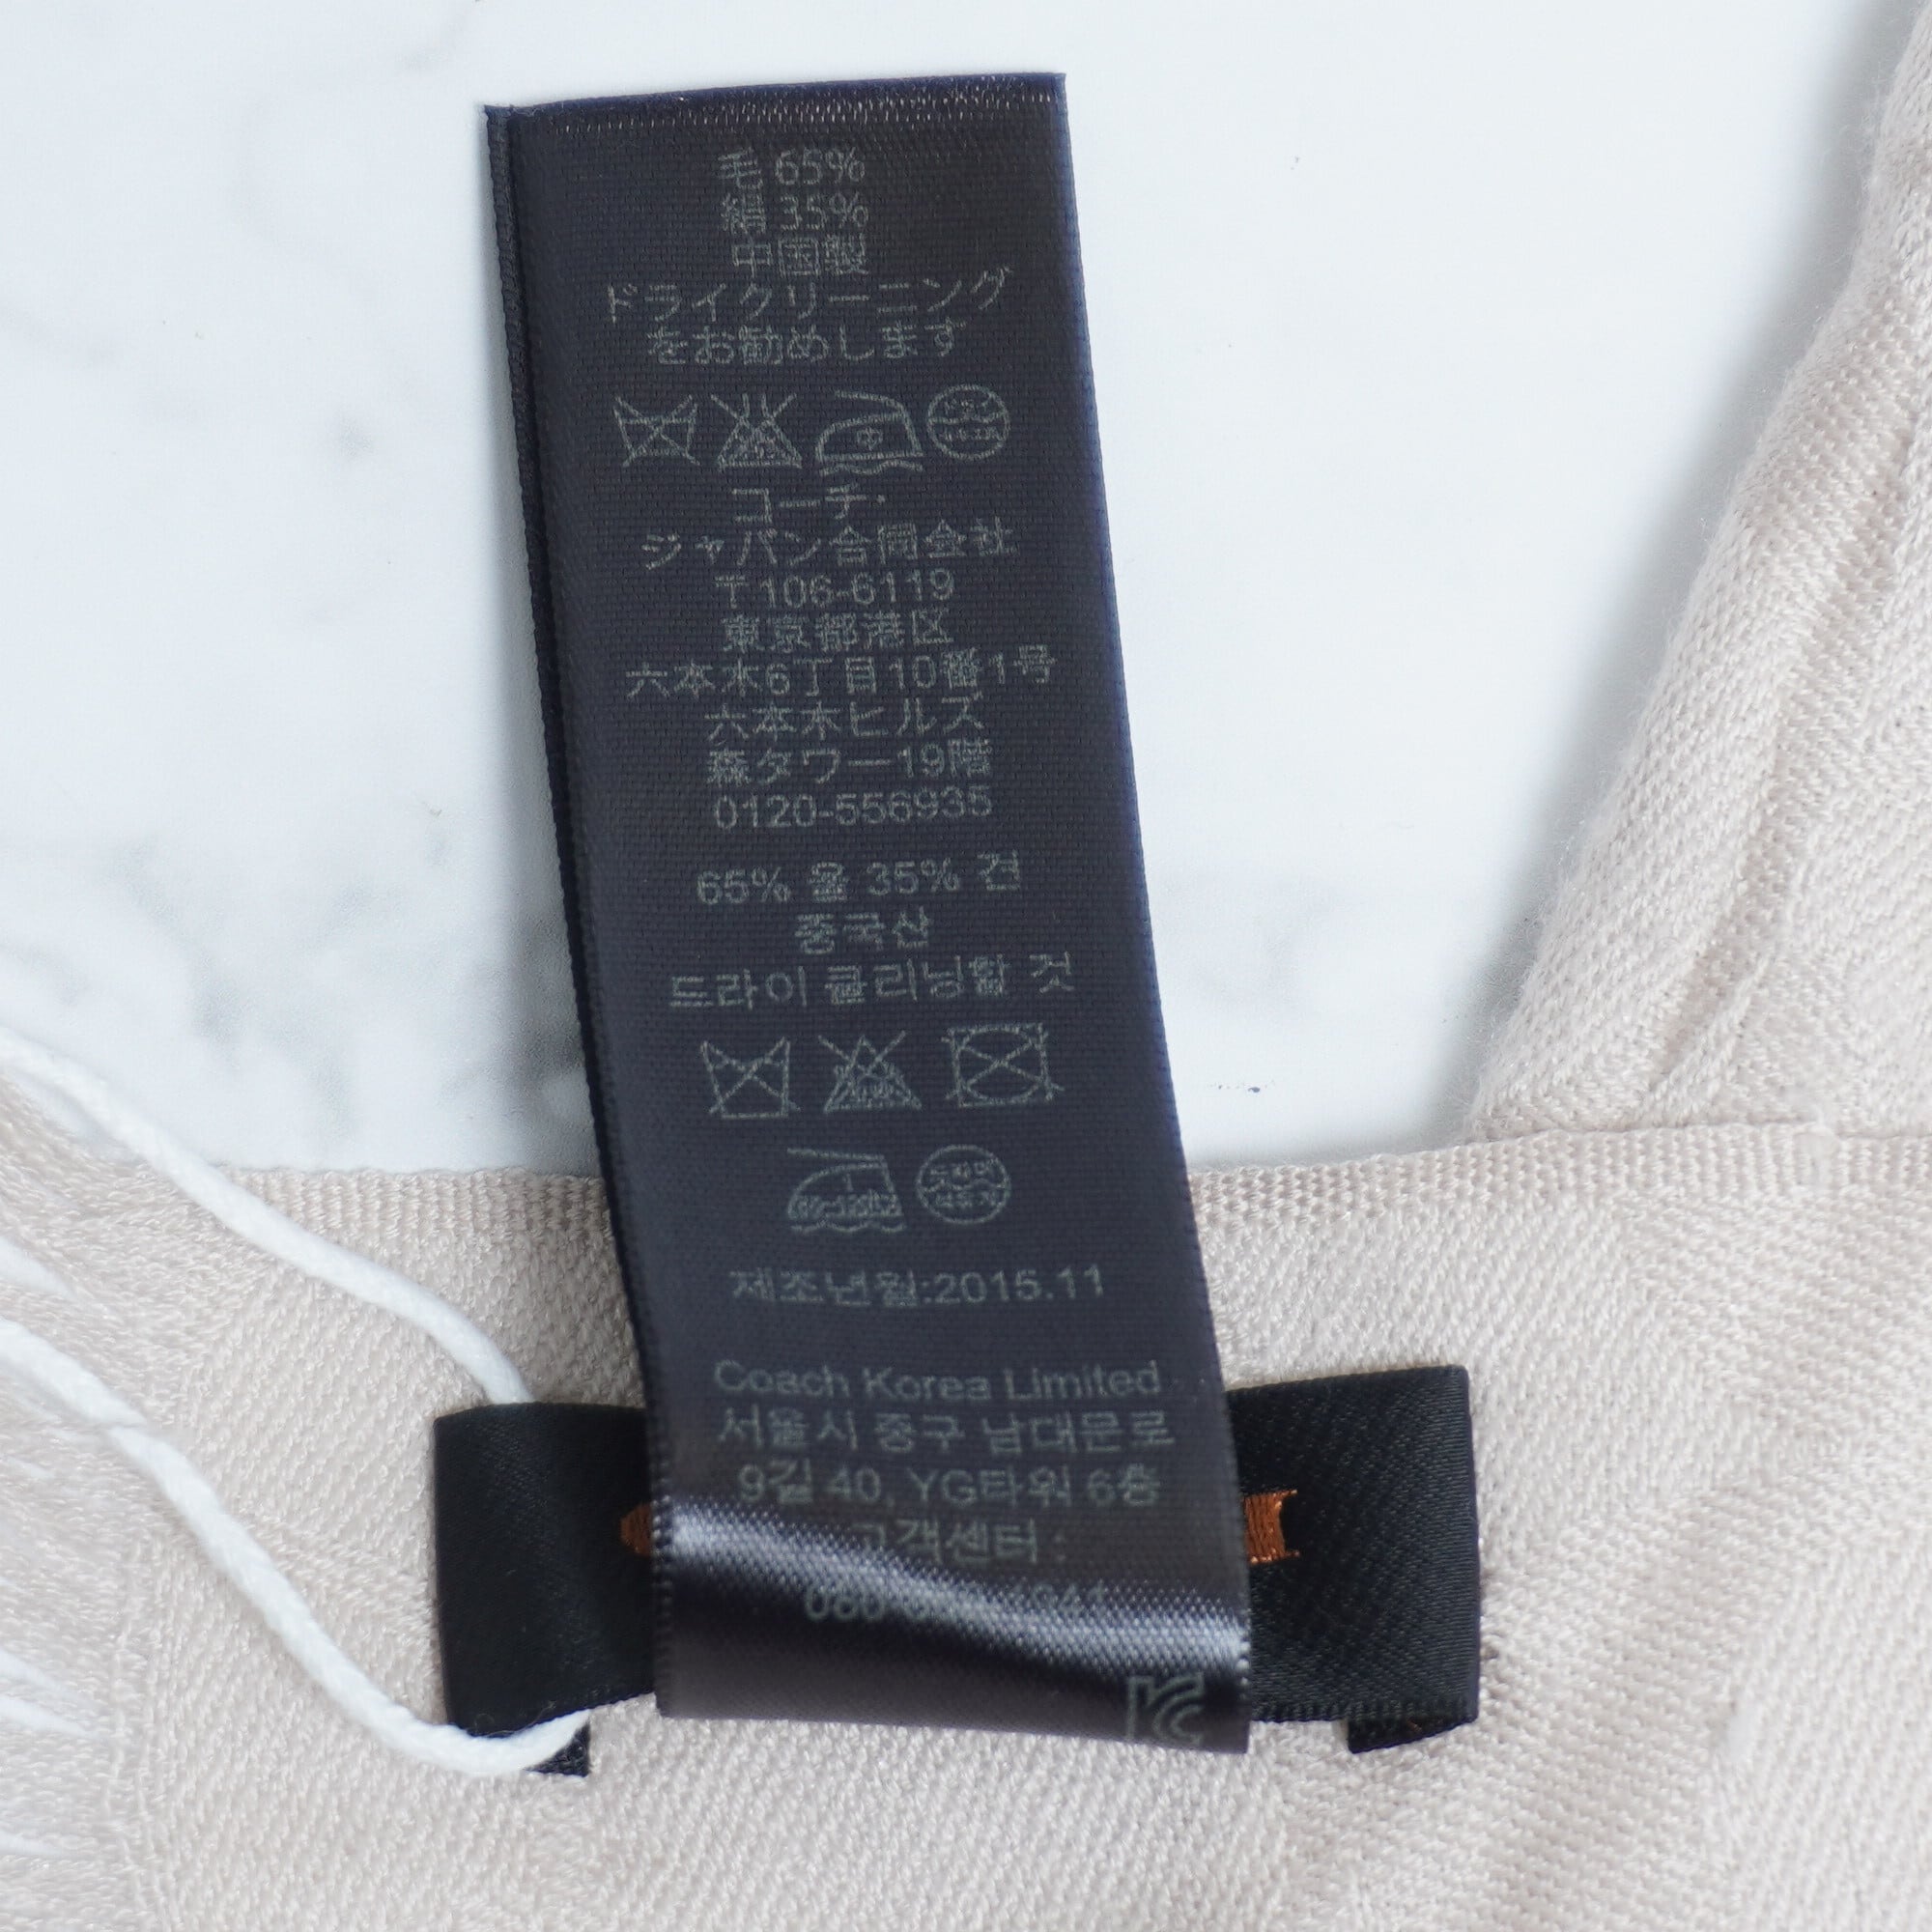 毛 65%
絹 35%
中国製
ドライクリーニング
をお勧めします
コーチ・
ジャパン合同会社
〒106-6119
東京都港区
六本木6丁目10番1号
六本木ヒルズ
森タワー19階
0120-556935
65% 울 35% 견
중국산
드라이 클리닝할 것
제조년월:2015.11
Coach Korea Limited
서울시 중구 남대문로
9길 40, YG타워 6층
고객센터 :